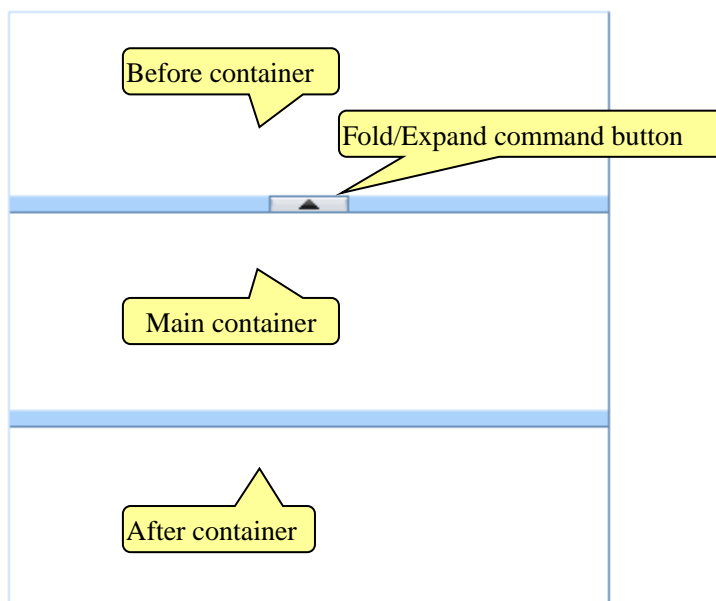 Before container
Fold/Expand command button
Main container
After container